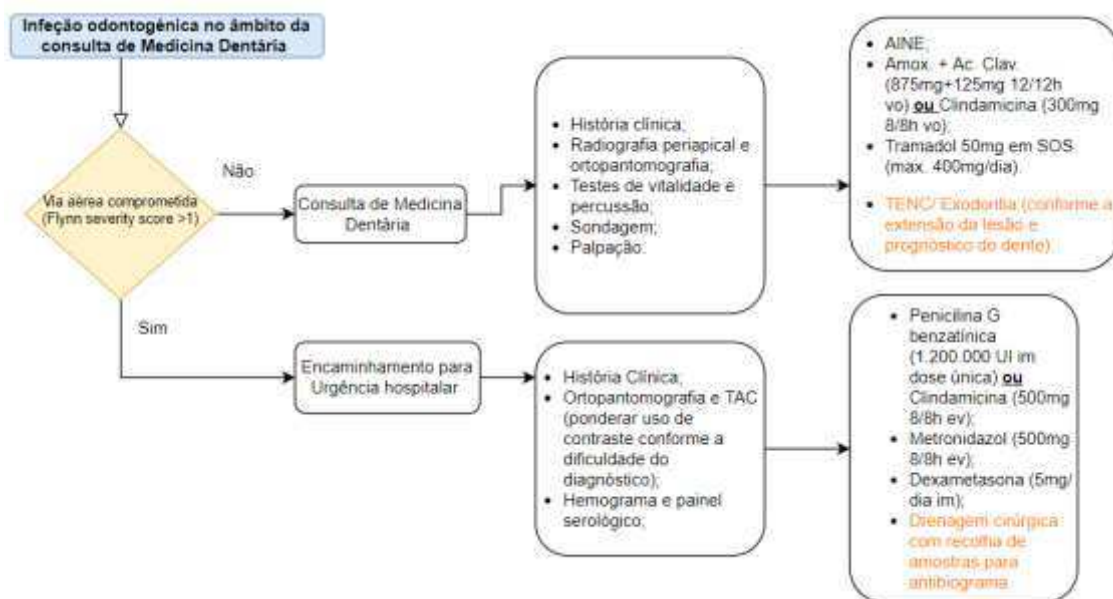 Infeção odontogénica no âmbito da
consulta de Medicina Dentária
Via aérea comprometida
(Flynn severity score >1)
Não
Consulta de Medicina
Dentária
• História clínica;
• Radiografia periapical e
ortopantomografia;
• Testes de vitalidade e
percussão;
• Sondagem;
• Palpação.
• AINE;
• Amox. + Ac. Clav.
(875mg+125mg 12/12h
vo) ou Clindamicina (300mg
8/8h vo);
• Tramadol 50mg em SOS
(max. 400mg/dia).
• TENC/ Exodontia (conforme a
extensão da lesão e
prognóstico do dente)
Sim
Encaminhamento para
Urgência hospitalar
• História Clínica;
• Ortopantomografia e TAC
(ponderar uso de
contraste conforme a
dificuldade do
diagnóstico);
• Hemograma e painel
serológico;
• Penicilina G
benzatínica
(1.200.000 UI im
dose única) ou
Clindamicina (500mg
8/8h ev);
• Metronidazol (500mg
8/8h ev);
• Dexametasona (5mg/
dia im);
• Drenagem cirúrgica
com recolha de
amostras para
antibiograma